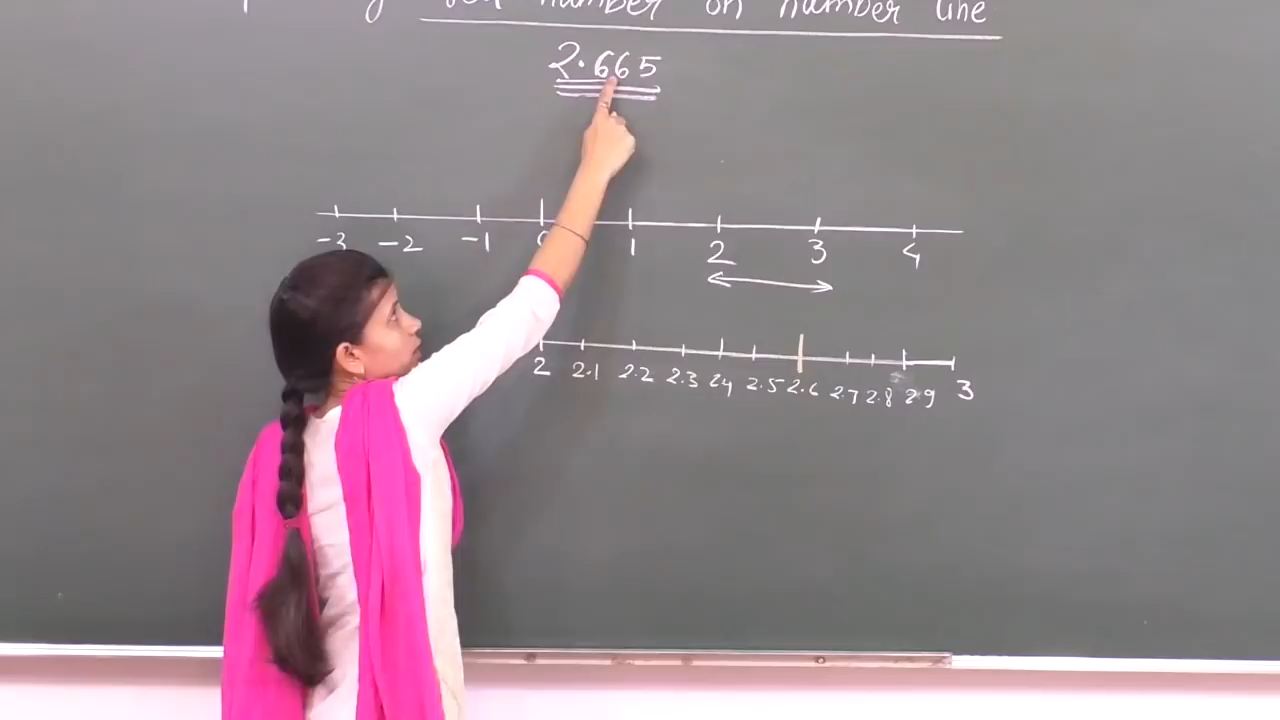 real number on number line
2.665
-3 -2 -1 0 1 2 3 4
2 2.1 2.2 2.3 2.4 2.5 2.6 2.7 2.8 2.9 3